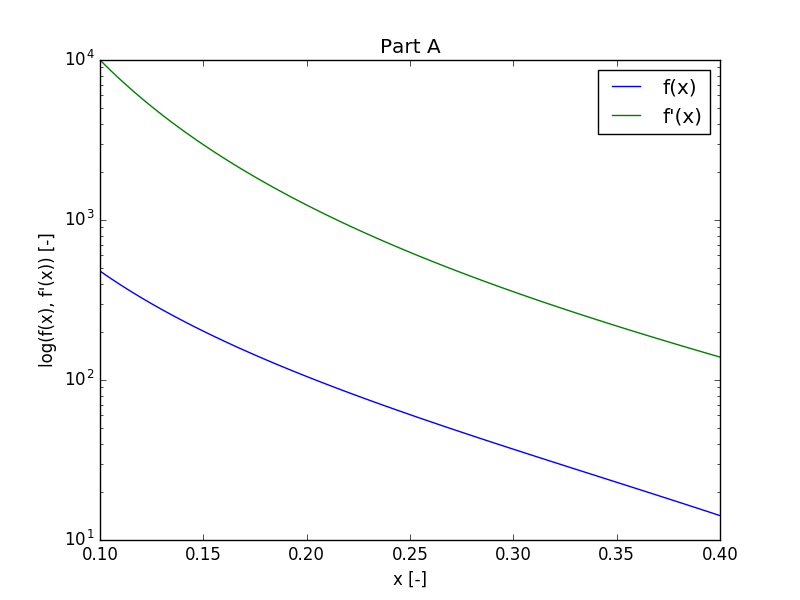 Part A
f(x)
f'(x)
10^4
10^3
10^2
10^1
log(f(x), f'(x)) [-]
0.10 0.15 0.20 0.25 0.30 0.35 0.40
x [-]